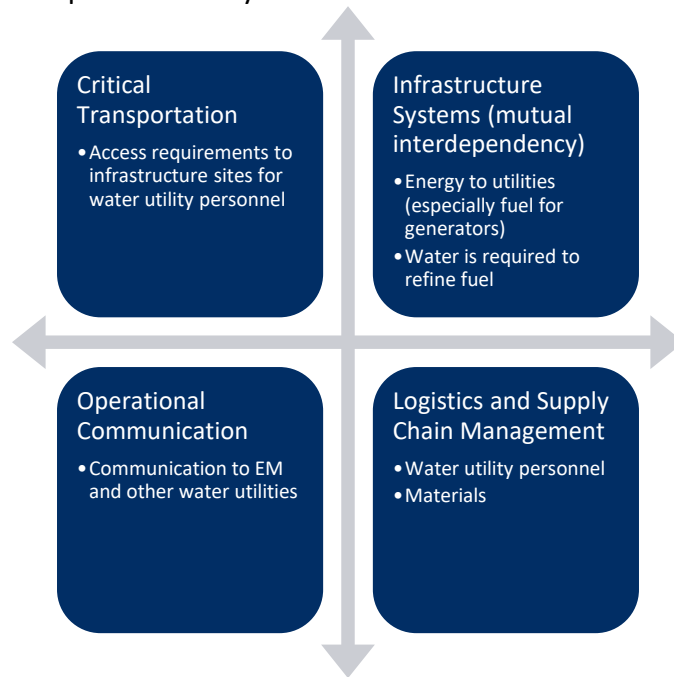 Critical
Transportation
•Access requirements to
infrastructure sites for
water utility personnel
Infrastructure
Systems (mutual
interdependency)
•Energy to utilities
(especially fuel for
generators)
•Water is required to
refine fuel
Operational
Communication
•Communication to EM
and other water utilities
Logistics and Supply
Chain Management
•Water utility personnel
•Materials